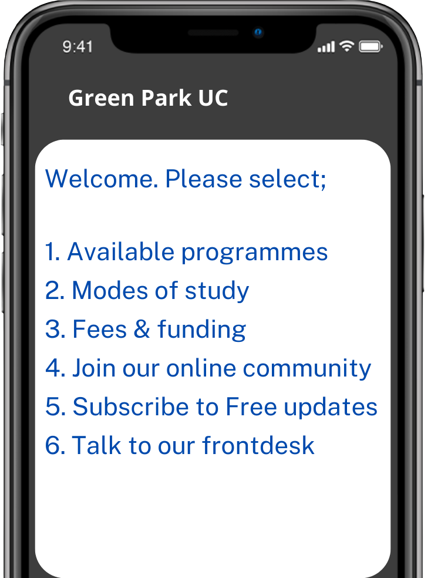 9:41
Green Park UC
Welcome. Please select;
1. Available programmes
2. Modes of study
3. Fees & funding
4. Join our online community
5. Subscribe to Free updates
6. Talk to our frontdesk